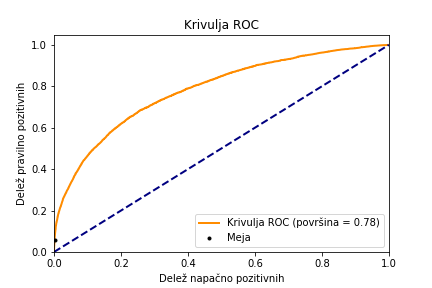 Krivulja ROC
Delež pravilno pozitivnih
1.0
0.8
0.6
0.4
0.2
0.0
0.0 0.2 0.4 0.6 0.8 1.0
Delež napačno pozitivnih
Krivulja ROC (površina = 0.78)
Meja